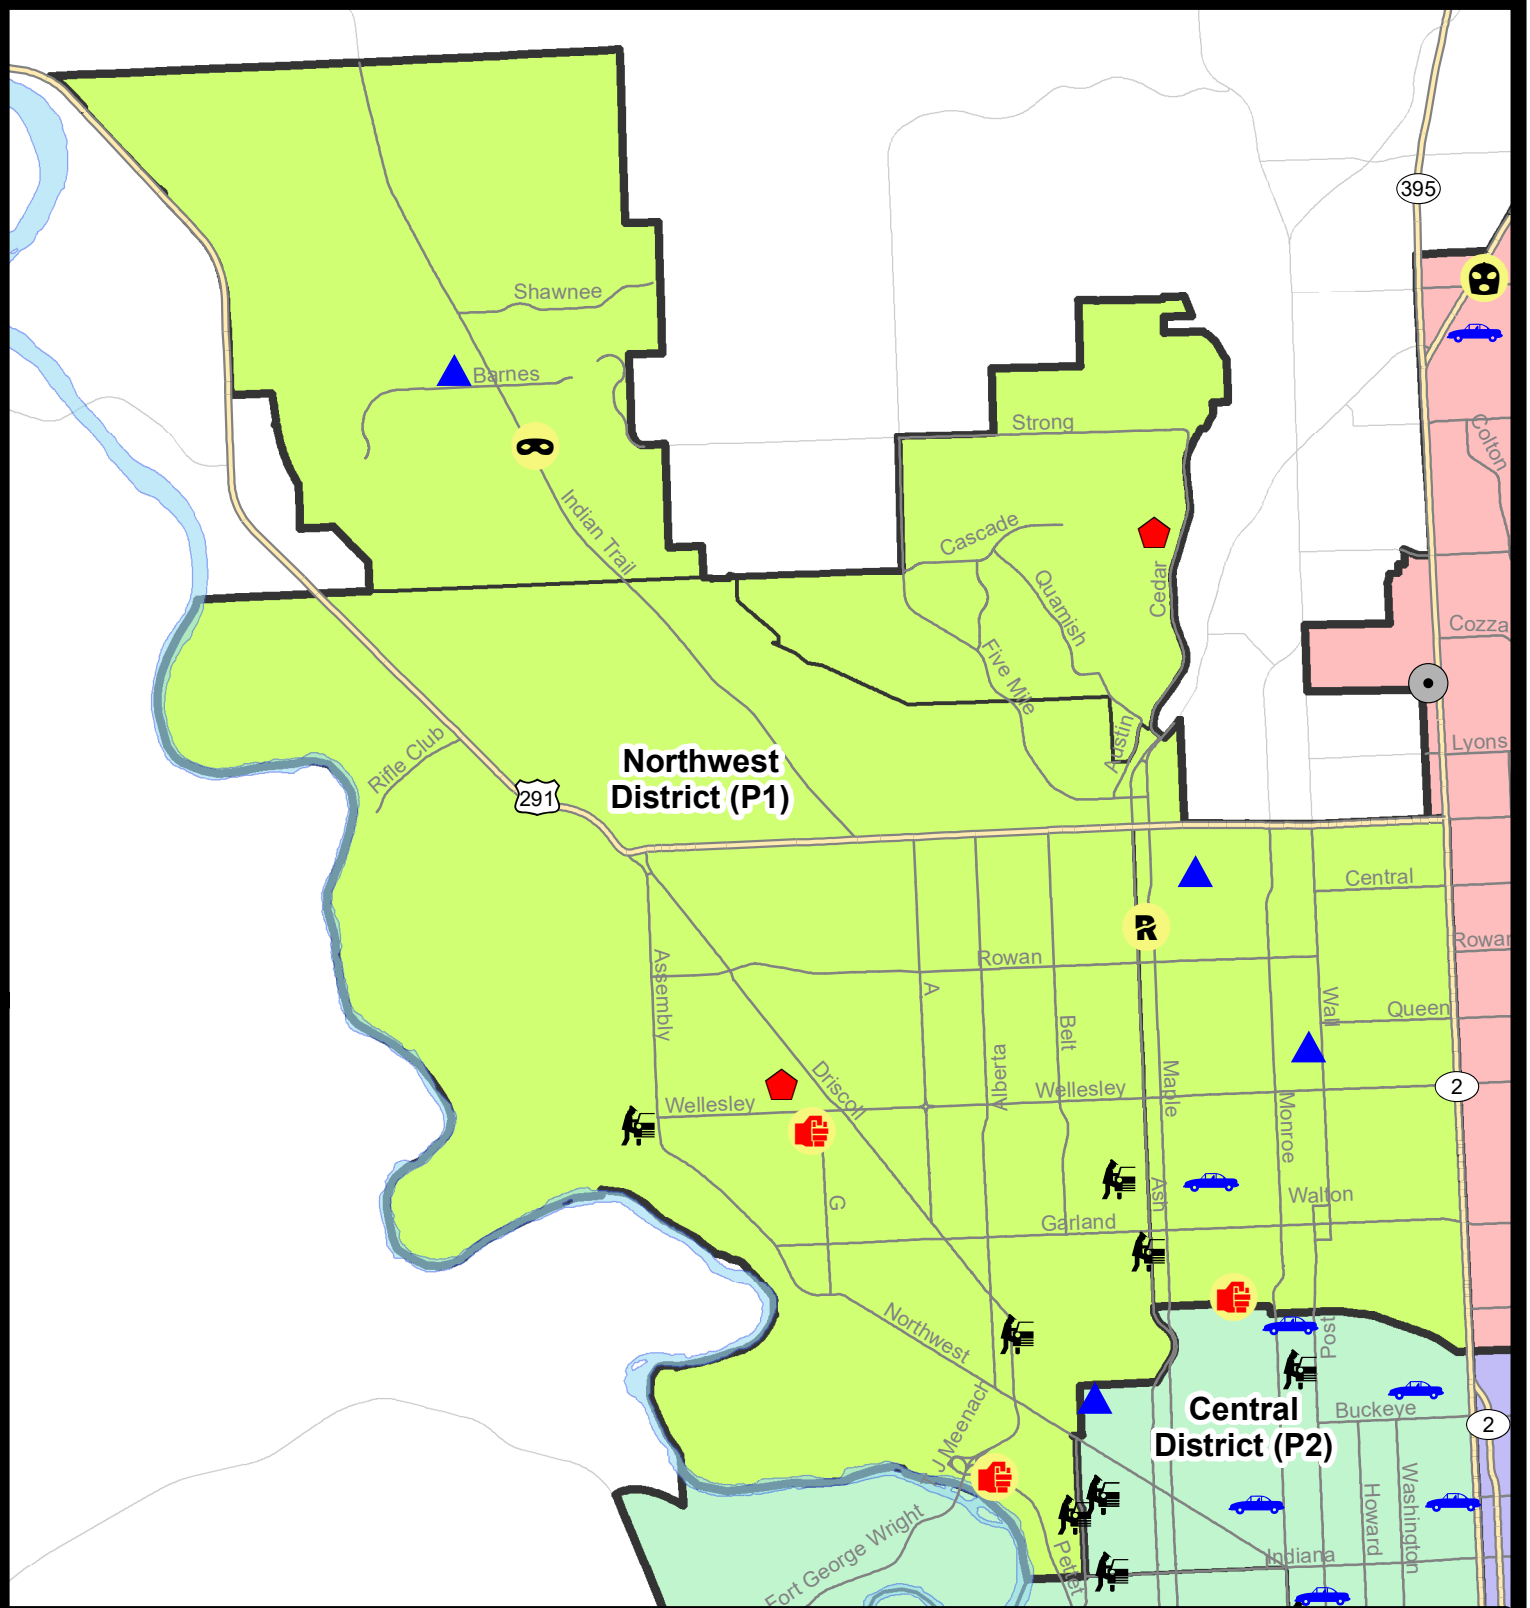 395
Shawnee
Barnes
Strong
Colton
Indian Trail
Cascade
Quamish
Cedar
Five Mile
Cozza
Austin
Lyons
Rifle Club
Northwest
District (P1)
291
Central
Rowan
Rowan
Assembly
A
Belt
Wall
Queen
Alberta
Driscoll
Wellesley
Wellesley
Maple
Monroe
2
Ash
Walton
G
Garland
Northwest
Post
J Meenach
Central
District (P2)
Buckeye
2
Howard
Washington
Fort George Wright
Pettet
Indiana
R